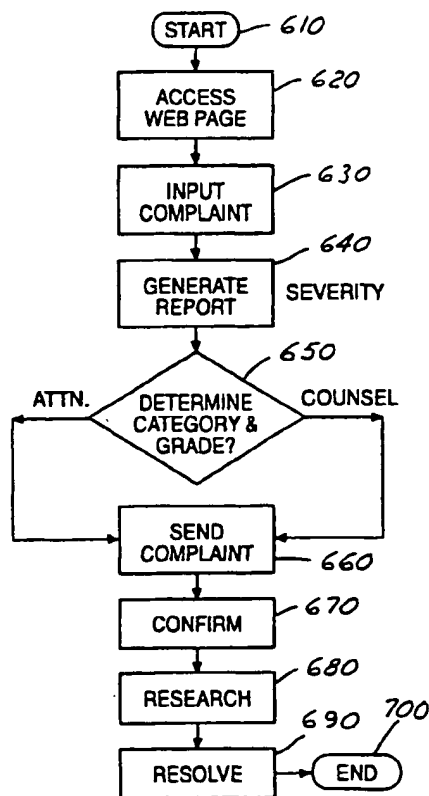 START
610
ACCESS
WEB PAGE
620
INPUT
COMPLAINT
630
GENERATE
REPORT
640
SEVERITY
650
ATTN.
DETERMINE
CATEGORY &
GRADE?
COUNSEL
SEND
COMPLAINT
660
CONFIRM
670
RESEARCH
680
RESOLVE
690
END
700